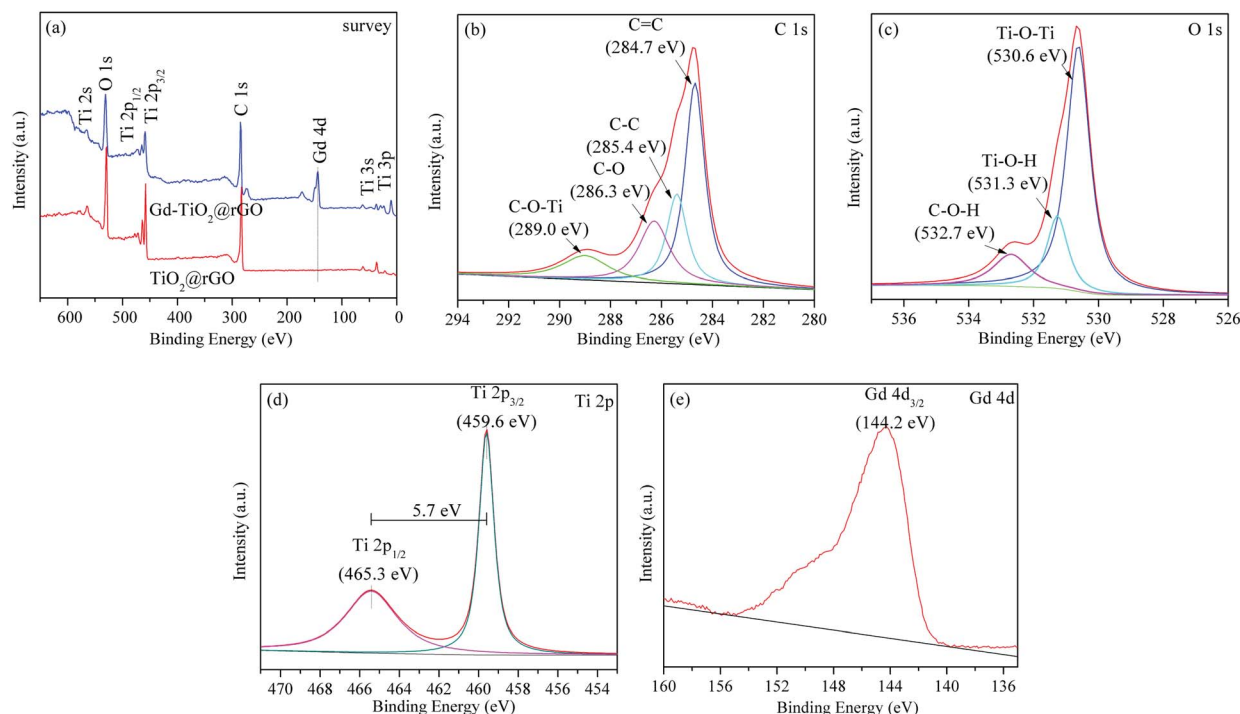 (a)
survey
Ti 2s
O 1s
Ti 2p1/2
Ti 2p3/2
C 1s
Gd 4d
Ti 3s
Ti 3p
Gd-TiO2@rGO
TiO2@rGO
Intensity (a.u.)
600 500 400 300 200 100 0
Binding Energy (eV)
(b)
C 1s
C=C
(284.7 eV)
C-C
(285.4 eV)
C-O
(286.3 eV)
C-O-Ti
(289.0 eV)
Intensity (a.u.)
294 292 290 288 286 284 282 280
Binding Energy (eV)
(c)
O 1s
Ti-O-Ti
(530.6 eV)
Ti-O-H
(531.3 eV)
C-O-H
(532.7 eV)
Intensity (a.u.)
536 534 532 530 528 526
Binding Energy (eV)
(d)
Ti 2p
Ti 2p3/2
(459.6 eV)
5.7 eV
Ti 2p1/2
(465.3 eV)
Intensity (a.u.)
470 468 466 464 462 460 458 456 454
Binding Energy (eV)
(e)
Gd 4d
Gd 4d3/2
(144.2 eV)
Intensity (a.u.)
160 156 152 148 144 140 136
Binding Energy (eV)